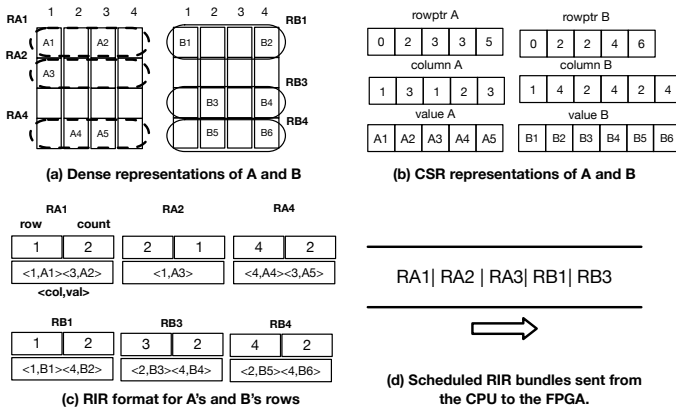 RA1 1 2 3 4
A1 A2
RA2
A3
RA4
A4 A5
1 2 3 4 RB1
B1 B2
RB3
B3 B4
RB4
B5 B6
(a) Dense representations of A and B
rowptr A
0 2 3 3 5
column A
1 3 1 2 3
value A
A1 A2 A3 A4 A5
rowptr B
0 2 2 4 6
column B
1 4 2 4 2 4
value B
B1 B2 B3 B4 B5 B6
(b) CSR representations of A and B
RA1 RA2 RA4
row count
1 2 2 1 4 2
<1,A1><3,A2> <1,A3> <4,A4><3,A5>
<col,val>
RB1 RB3 RB4
1 2 3 2 4 2
<1,B1><4,B2> <2,B3><4,B4> <2,B5><4,B6>
(c) RIR format for A's and B's rows
RA1| RA2 | RA3| RB1| RB3
(d) Scheduled RIR bundles sent from
the CPU to the FPGA.